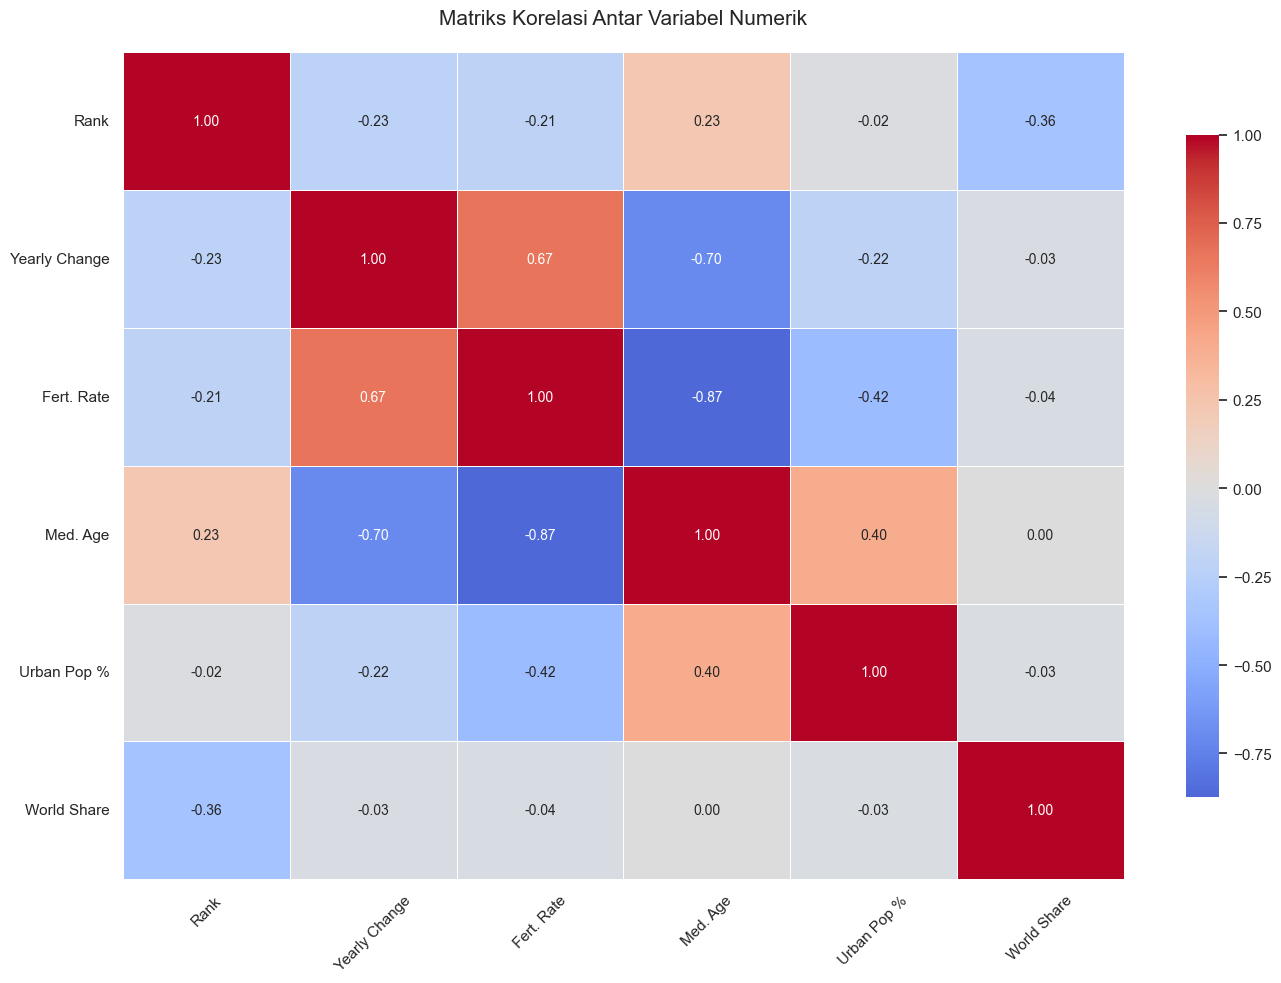 Matriks Korelasi Antar Variabel Numerik
Rank 1.00 -0.23 -0.21 0.23 -0.02 -0.36
Yearly Change -0.23 1.00 0.67 -0.70 -0.22 -0.03
Fert. Rate -0.21 0.67 1.00 -0.87 -0.42 -0.04
Med. Age 0.23 -0.70 -0.87 1.00 0.40 0.00
Urban Pop % -0.02 -0.22 -0.42 0.40 1.00 -0.03
World Share -0.36 -0.03 -0.04 0.00 -0.03 1.00
Rank Yearly Change Fert. Rate Med. Age Urban Pop % World Share
1.00
0.75
0.50
0.25
0.00
−0.25
−0.50
−0.75